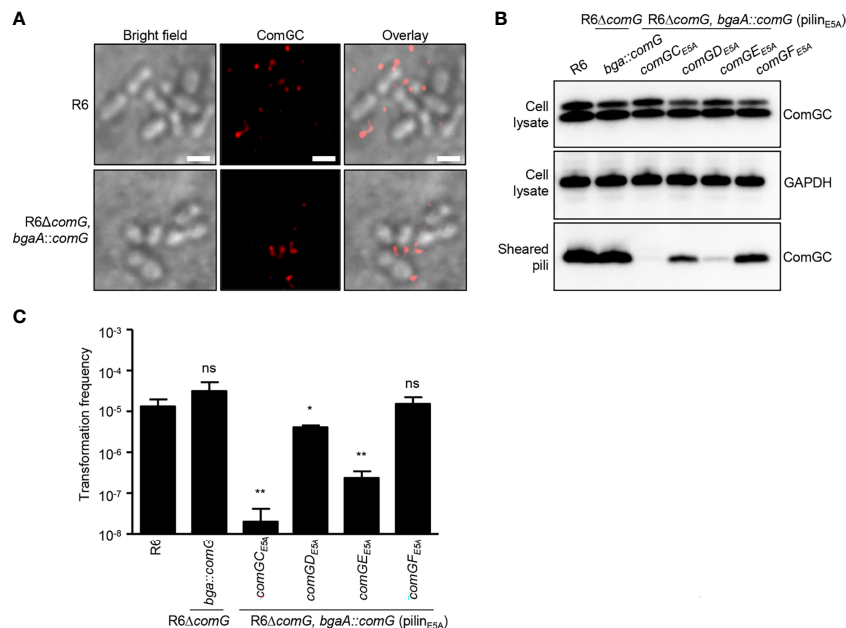 A
Bright field ComGC Overlay
R6
R6ΔcomG,
bgaA::comG
B
R6ΔcomG R6ΔcomG, bgaA::comG (pilinE5A)
R6 bga::comG comGCE5A comGDE5A comGEE5A comGFE5A
Cell
lysate
ComGC
Cell
lysate
GAPDH
Sheared
pili
ComGC
C
Transformation frequency
10-3
10-4
10-5
10-6
10-7
10-8
ns
**
*
**
ns
R6 bga::comG comGCE5A comGDE5A comGEE5A comGFE5A
R6ΔcomG R6ΔcomG, bgaA::comG (pilinE5A)